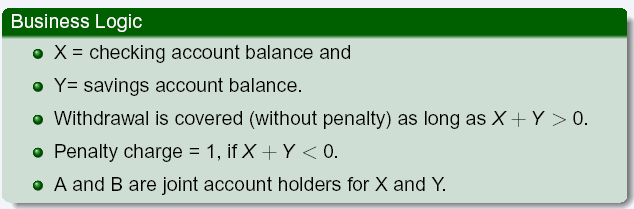 Business Logic
X = checking account balance and
Y= savings account balance.
Withdrawal is covered (without penalty) as long as X + Y > 0.
Penalty charge = 1, if X + Y < 0.
A and B are joint account holders for X and Y.